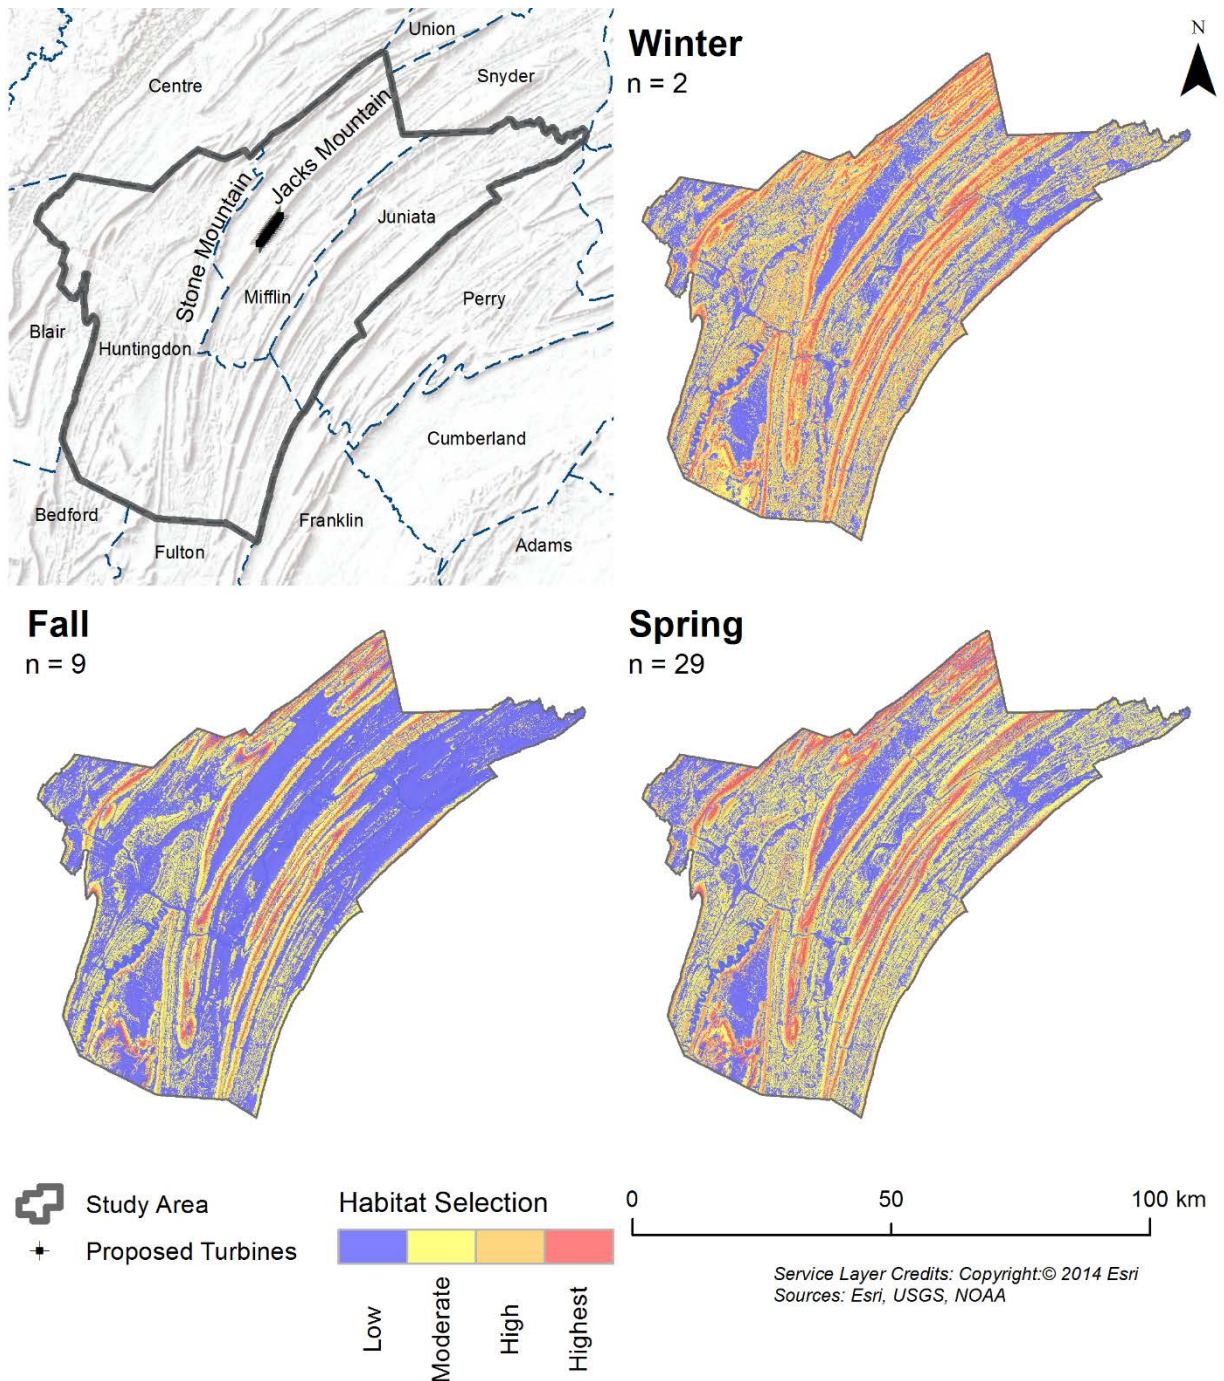 Union
Centre
Snyder
Jacks Mountain
Stone Mountain
Juniata
Mifflin
Perry
Blair
Huntingdon
Cumberland
Bedford
Franklin
Fulton
Adams
Winter
n = 2
N
Fall
n = 9
Spring
n = 29
Study Area
Proposed Turbines
Habitat Selection
Low
Moderate
High
Highest
0 50 100 km
Service Layer Credits: Copyright:© 2014 Esri
Sources: Esri, USGS, NOAA